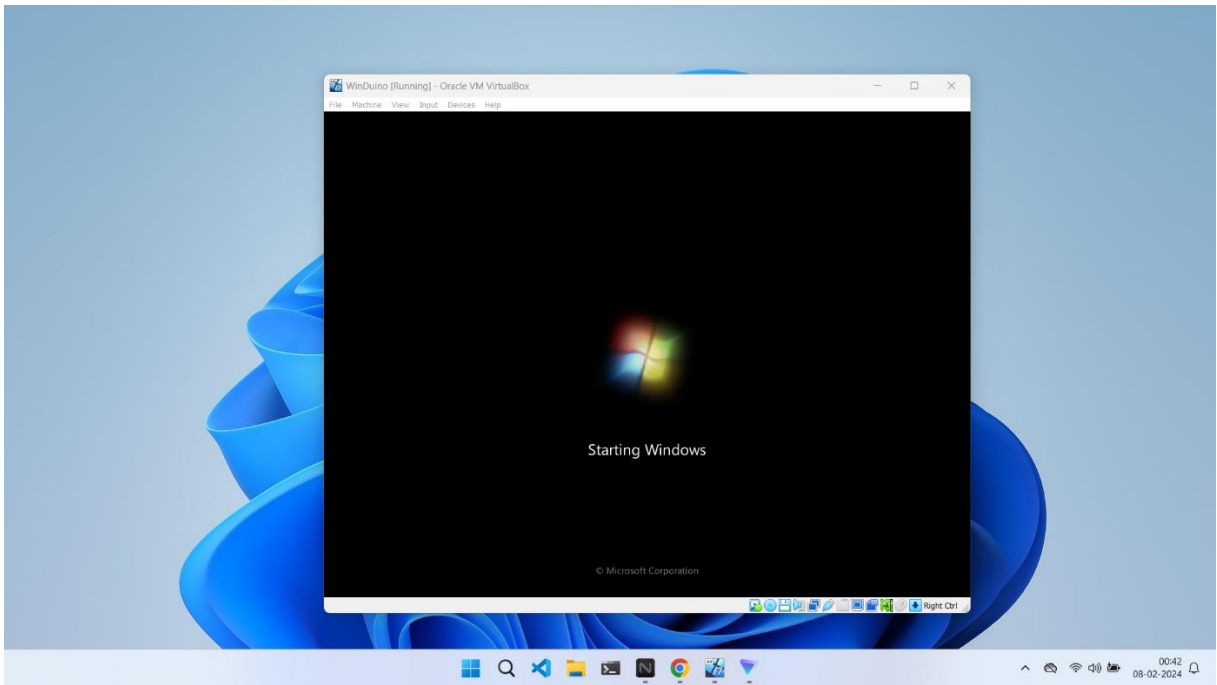 WinDuino [Running] - Oracle VM VirtualBox
File Machine View Input Devices Help
Starting Windows
© Microsoft Corporation
Right Ctrl
00:42
08-02-2024